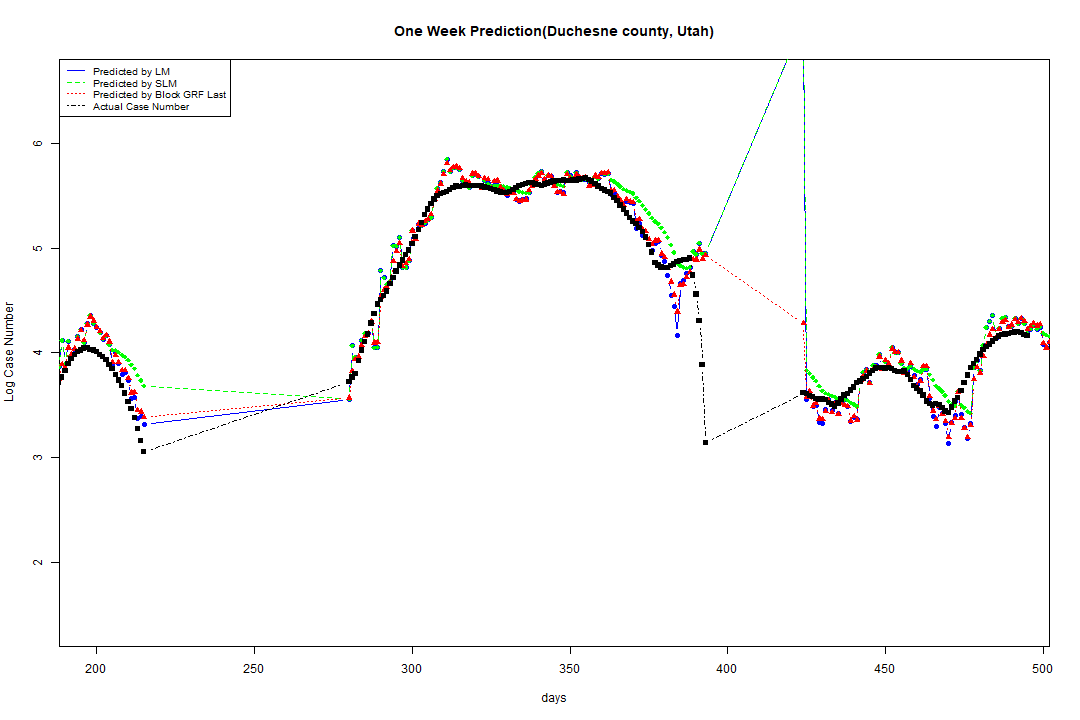 One Week Prediction(Duchesne county, Utah)
Predicted by LM
Predicted by SLM
Predicted by Block GRF Last
Actual Case Number
6
5
4
3
2
Log Case Number
200
250
300
350
400
450
500
days